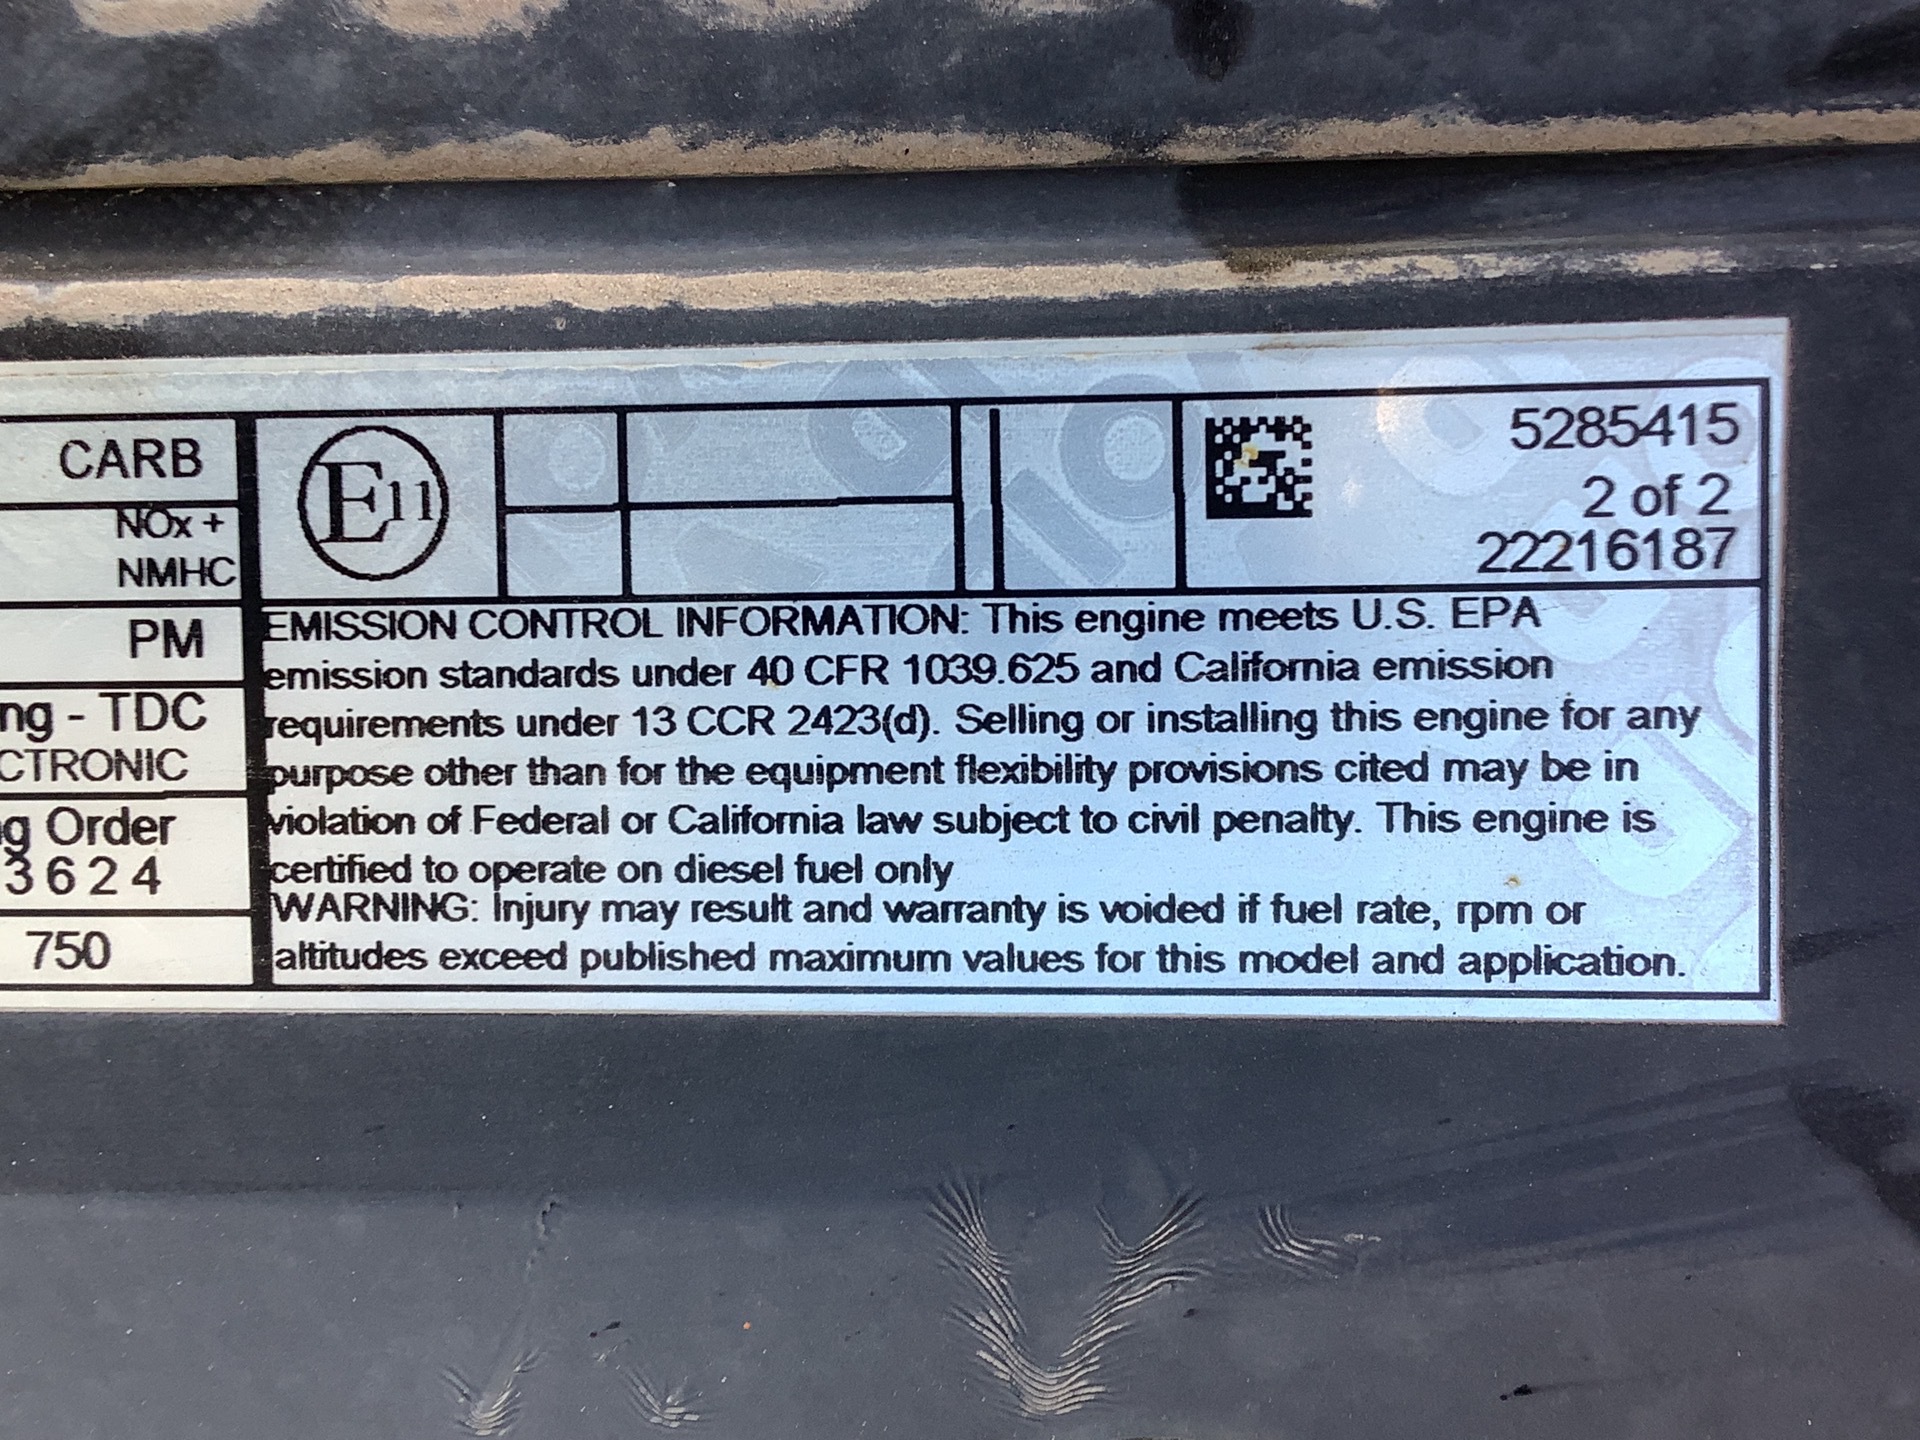 CARB
NOx +
NMHC
PM
ng - TDC
CTRONIC
g Order
3 6 2 4
750
E11
5285415
2 of 2
22216187
EMISSION CONTROL INFORMATION: This engine meets U.S. EPA
emission standards under 40 CFR 1039.625 and California emission
requirements under 13 CCR 2423(d). Selling or installing this engine for any
purpose other than for the equipment flexibility provisions cited may be in
violation of Federal or California law subject to civil penalty. This engine is
certified to operate on diesel fuel only
WARNING: Injury may result and warranty is voided if fuel rate, rpm or
altitudes exceed published maximum values for this model and application.